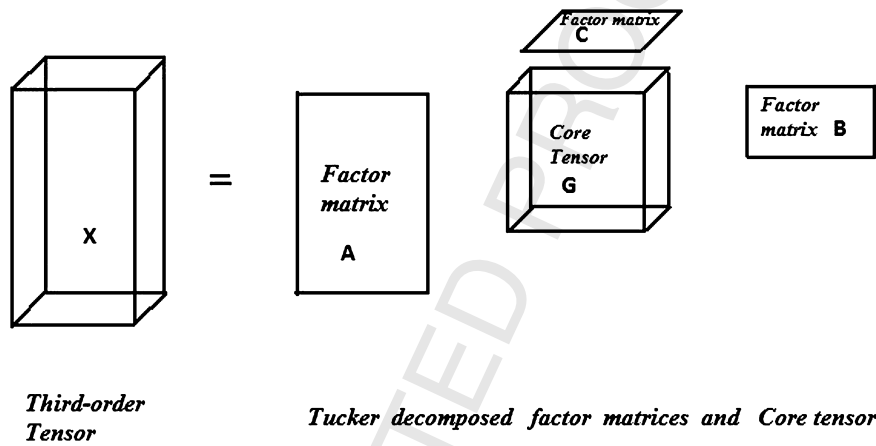 X
=
Factor
matrix
A
Factor matrix
C
Core
Tensor
G
Factor
matrix B
Third-order
Tensor
Tucker decomposed factor matrices and Core tensor